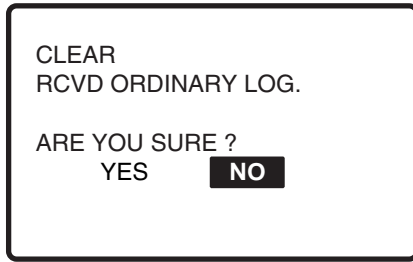 CLEAR
RCVD ORDINARY LOG.
ARE YOU SURE ?
YES NO